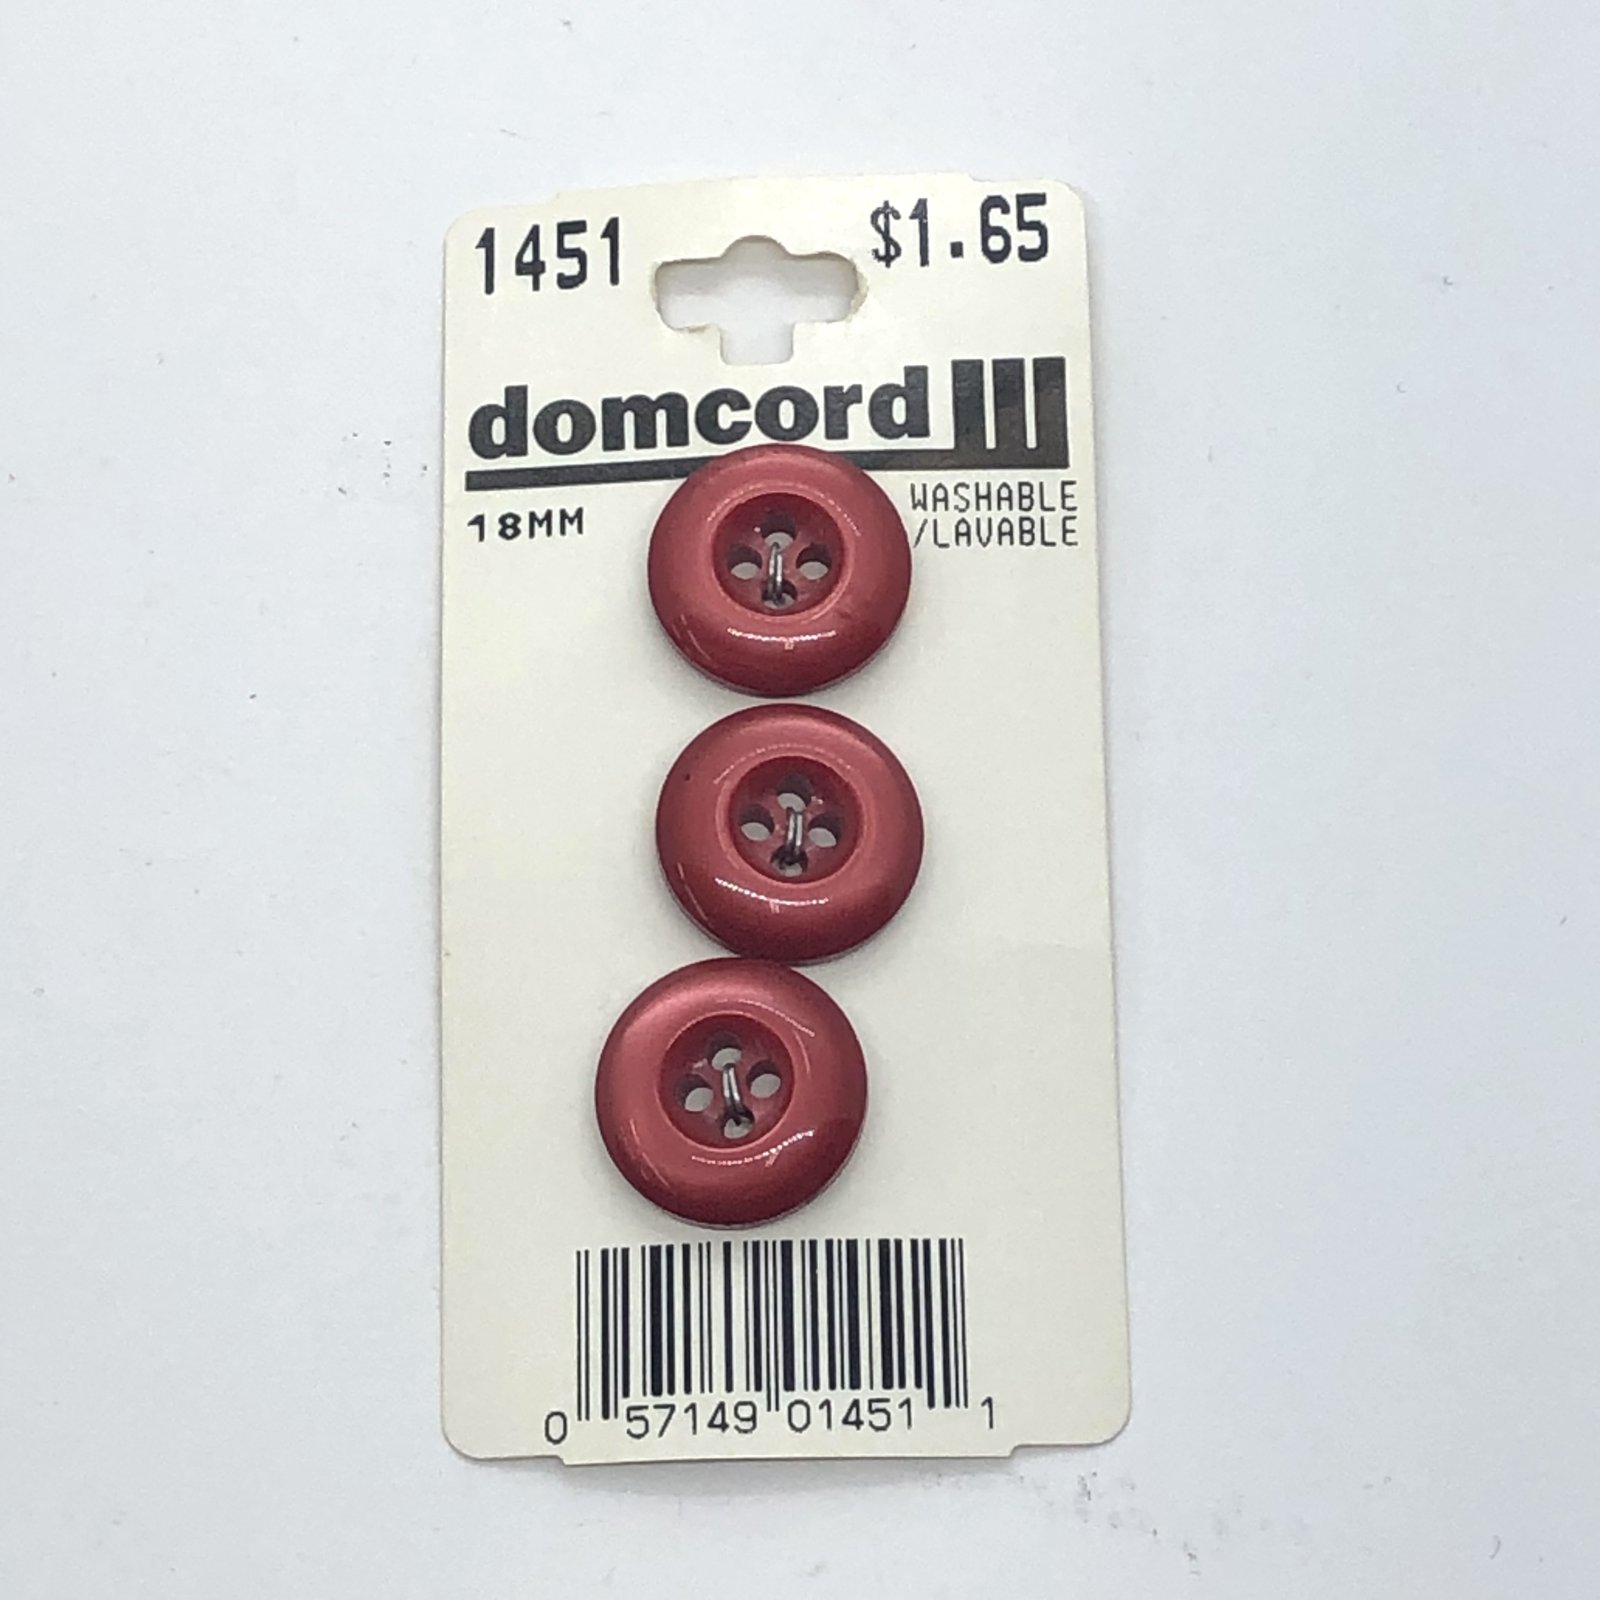 1451 $1.65
domcord
18MM WASHABLE
/LAVABLE
0 57149 01451 1